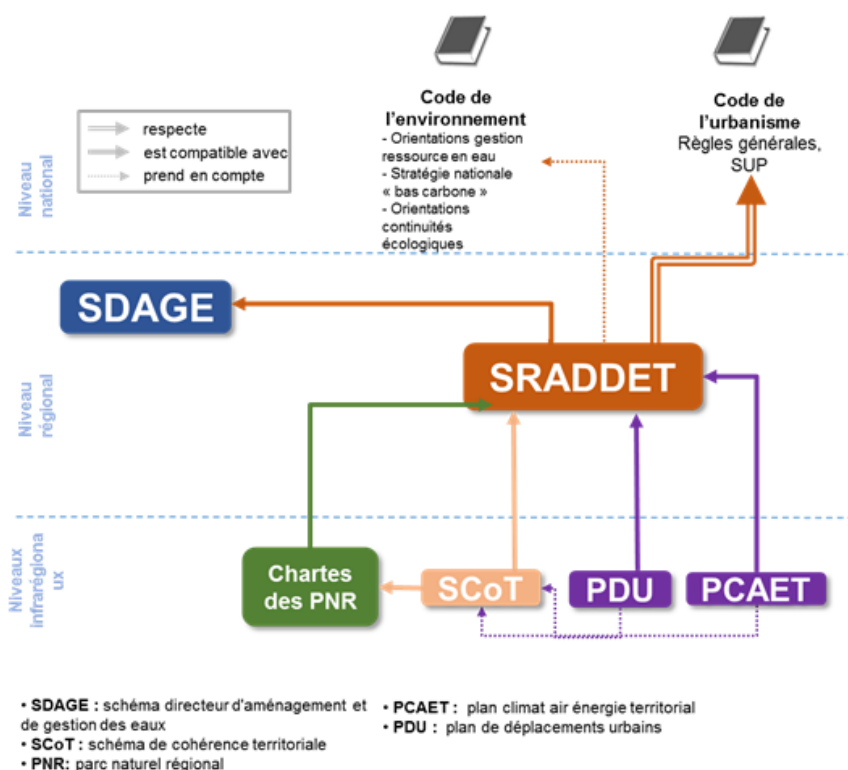 Code de
l'environnement
- Orientations gestion
ressource en eau
- Stratégie nationale
« bas carbone »
- Orientations
continuités
écologiques
Code de
l'urbanisme
Règles générales,
SUP
respecte
est compatible avec
prend en compte
Niveau
national
SDAGE
SRADDET
Niveau
régional
Niveaux
infrarégiona
ux
Chartes
des PNR
SCoT
PDU
PCAET
• SDAGE : schéma directeur d'aménagement et
de gestion des eaux
• SCoT : schéma de cohérence territoriale
• PNR: parc naturel régional
• PCAET : plan climat air énergie territorial
• PDU : plan de déplacements urbains